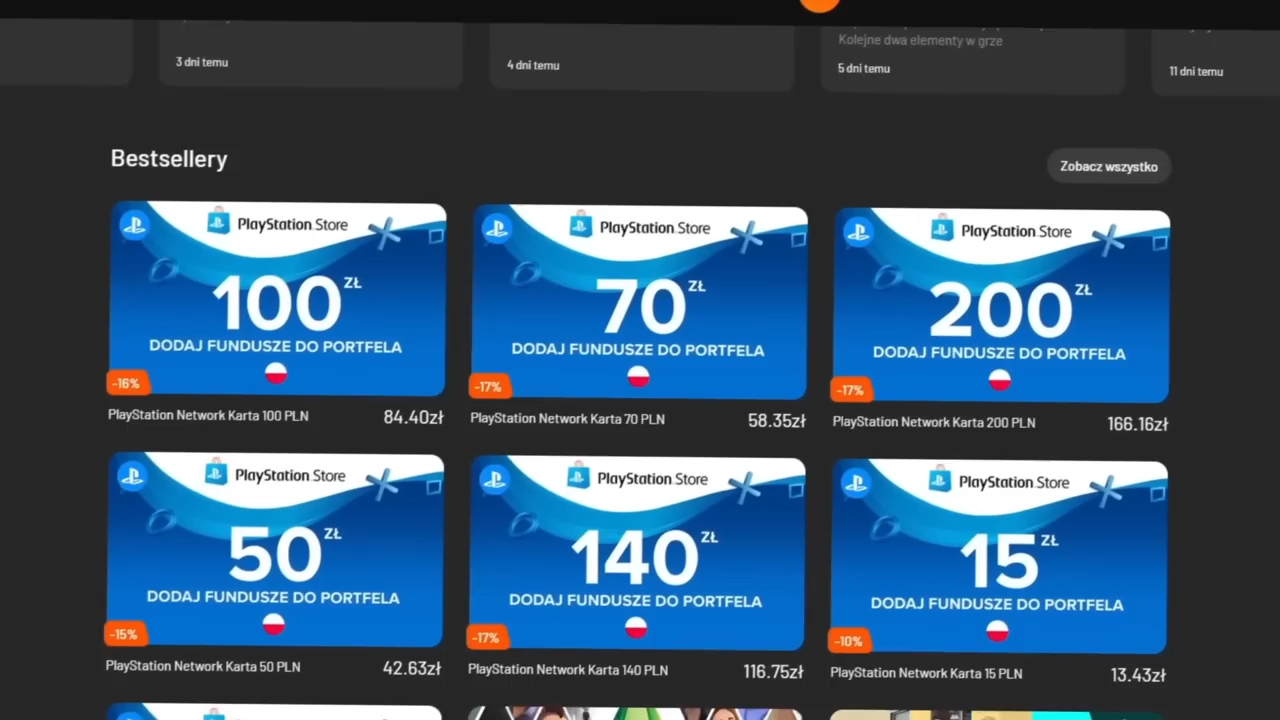 Kolejne dwa elementy w grze
3 dni temu
4 dni temu
5 dni temu
11 dni temu
Bestsellery
Zobacz wszystko
PlayStation Store
100 ZŁ
DODAJ FUNDUSZE DO PORTFELA
-16%
PlayStation Network Karta 100 PLN
84.40zł
PlayStation Store
70 ZŁ
DODAJ FUNDUSZE DO PORTFELA
-17%
PlayStation Network Karta 70 PLN
58.35zł
PlayStation Store
200 ZŁ
DODAJ FUNDUSZE DO PORTFELA
-17%
PlayStation Network Karta 200 PLN
166.16zł
PlayStation Store
50 ZŁ
DODAJ FUNDUSZE DO PORTFELA
-15%
PlayStation Network Karta 50 PLN
42.63zł
PlayStation Store
140 ZŁ
DODAJ FUNDUSZE DO PORTFELA
-17%
PlayStation Network Karta 140 PLN
116.75zł
PlayStation Store
15 ZŁ
DODAJ FUNDUSZE DO PORTFELA
-10%
PlayStation Network Karta 15 PLN
13.43zł